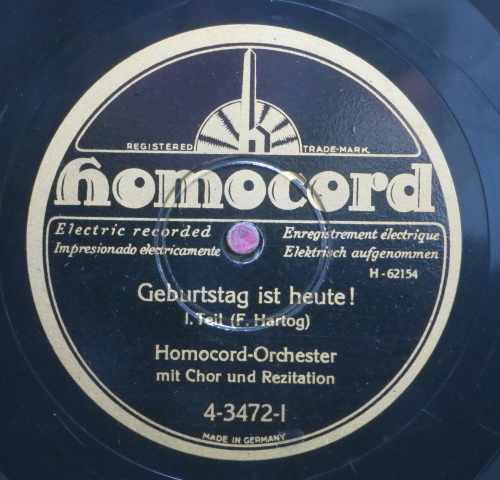 REGISTERED TRADE-MARK
homocord
Electric recorded Enregistrement électrique
Impresionado electricamente Elektrisch aufgenommen
H-62154
Geburtstag ist heute!
I. Teil (F. Hartog)
Homocord-Orchester
mit Chor und Rezitation
4-3472-I
MADE IN GERMANY